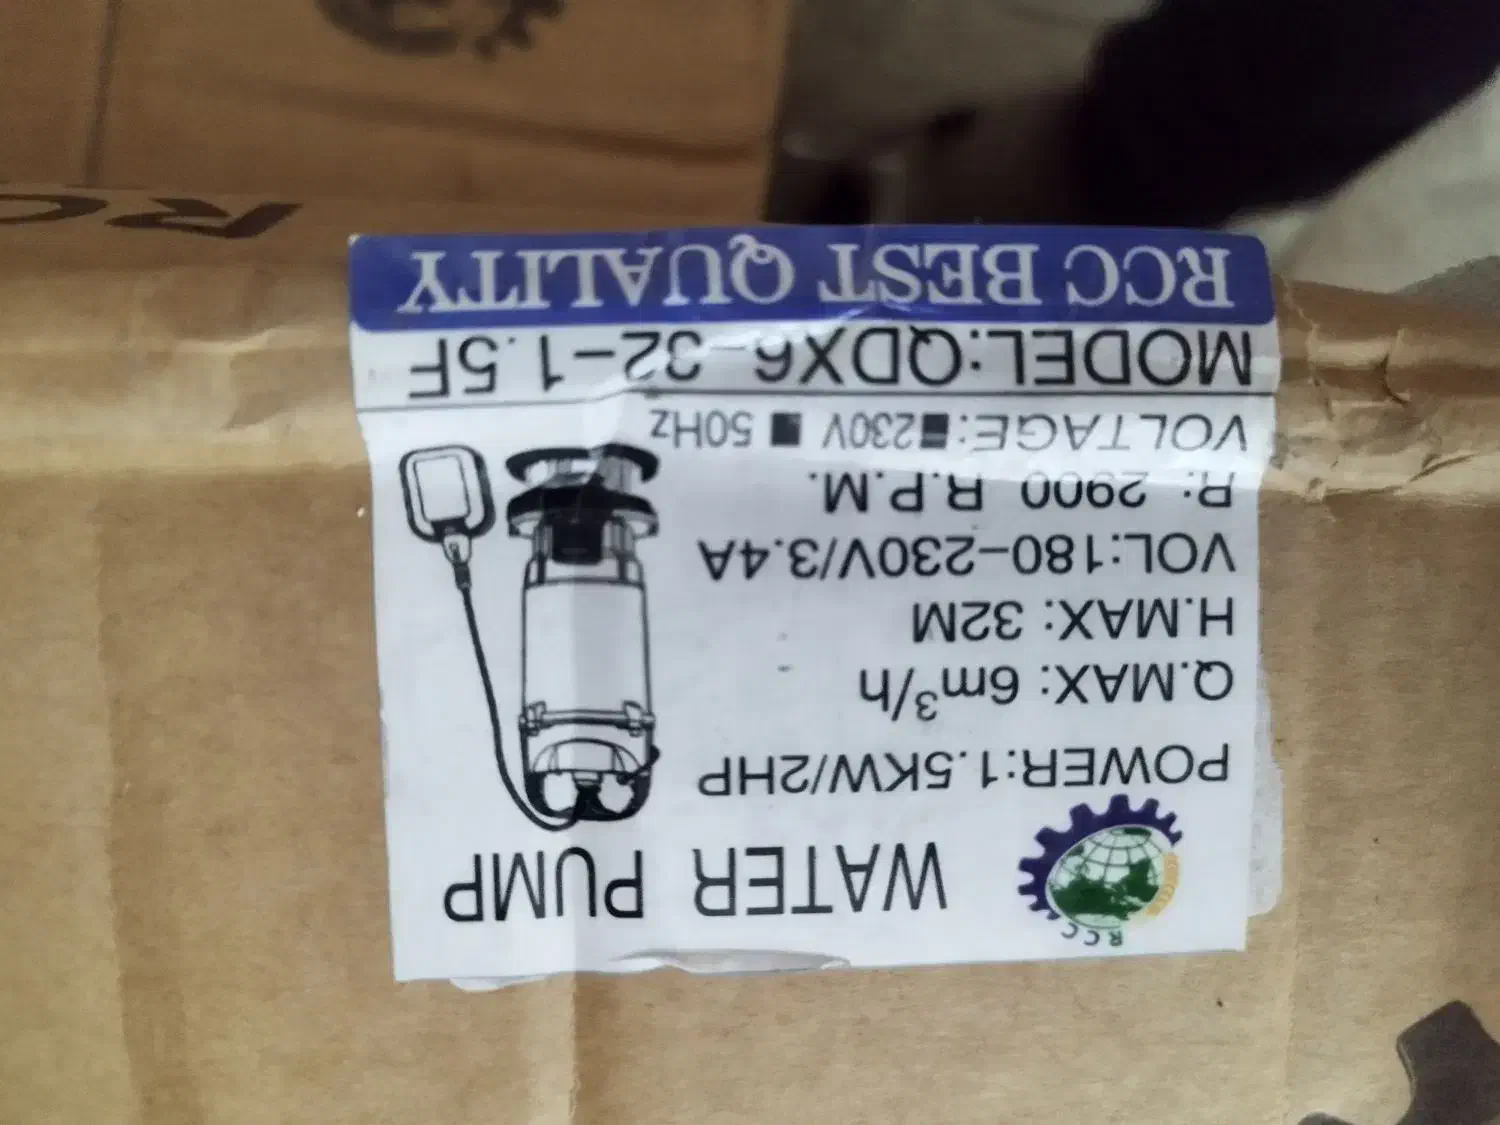 RCC
WATER PUMP
POWER:1.5KW/2HP
Q.MAX: 6m³/h
H.MAX: 32M
VOL:180-230V/3.4A
R: 2900 R.P.M.
VOLTAGE:■230V ■ 50Hz
MODEL:QDX6-32-1.5F
RCC BEST QUALITY